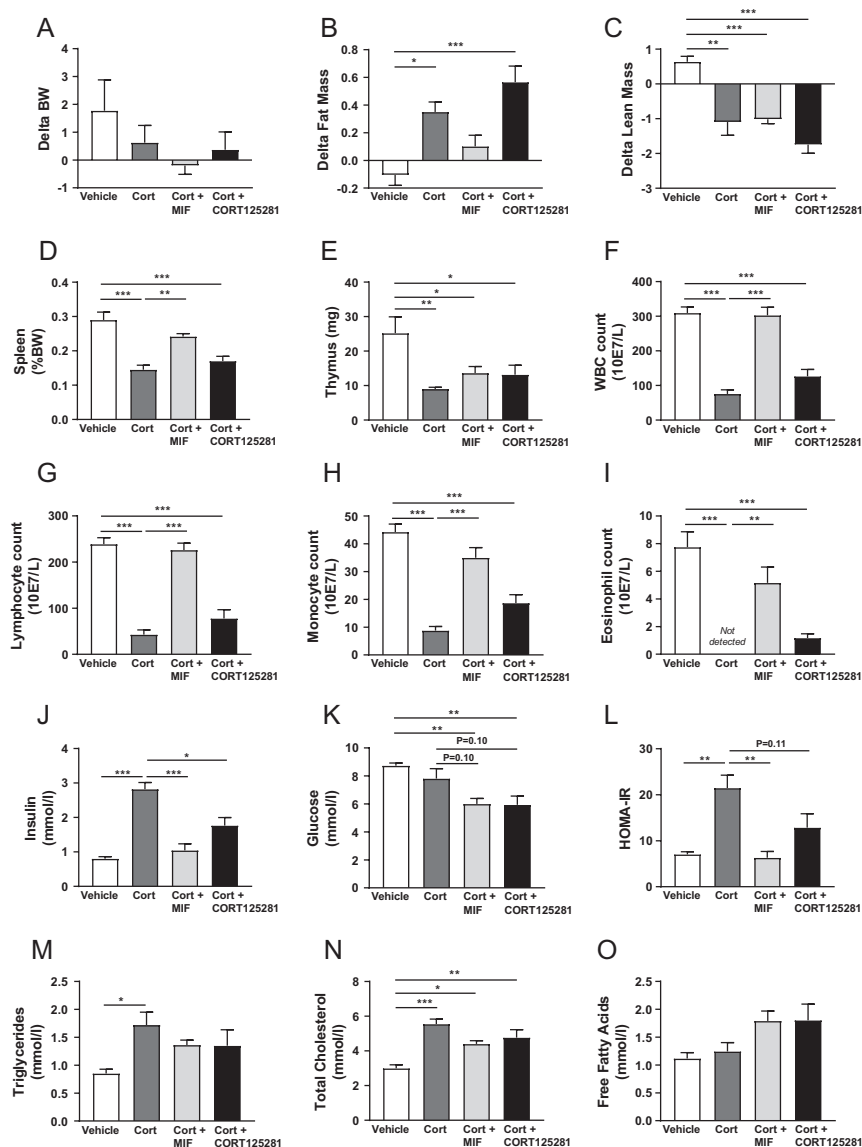 A
Delta BW
4
3
2
1
0
-1
Vehicle Cort Cort + MIF Cort + CORT125281
B
Delta Fat Mass
0.8
0.6
0.4
0.2
0.0
-0.2
***
*
Vehicle Cort Cort + MIF Cort + CORT125281
C
Delta Lean Mass
1
0
-1
-2
-3
***
***
**
Vehicle Cort Cort + MIF Cort + CORT125281
D
Spleen
(%BW)
0.4
0.3
0.2
0.1
0.0
***
*** **
Vehicle Cort Cort + MIF Cort + CORT125281
E
Thymus (mg)
40
30
20
10
0
*
*
**
Vehicle Cort Cort + MIF Cort + CORT125281
F
WBC count
(10E7/L)
400
300
200
100
0
***
*** ***
Vehicle Cort Cort + MIF Cort + CORT125281
G
Lymphocyte count
(10E7/L)
300
200
100
0
***
*** ***
Vehicle Cort Cort + MIF Cort + CORT125281
H
Monocyte count
(10E7/L)
50
40
30
20
10
0
***
*** ***
Vehicle Cort Cort + MIF Cort + CORT125281
I
Eosinophil count
(10E7/L)
10
8
6
4
2
0
***
*** **
Not
detected
Vehicle Cort Cort + MIF Cort + CORT125281
J
Insulin
(mmol/l)
4
3
2
1
0
*
*** ***
Vehicle Cort Cort + MIF Cort + CORT125281
K
Glucose
(mmol/l)
10
8
6
4
2
0
**
**
P=0.10
P=0.10
Vehicle Cort Cort + MIF Cort + CORT125281
L
HOMA-IR
30
20
10
0
P=0.11
** **
Vehicle Cort Cort + MIF Cort + CORT125281
M
Triglycerides
(mmol/l)
2.5
2.0
1.5
1.0
0.5
0.0
*
Vehicle Cort Cort + MIF Cort + CORT125281
N
Total Cholesterol
(mmol/l)
8
6
4
2
0
**
*
***
Vehicle Cort Cort + MIF Cort + CORT125281
O
Free Fatty Acids
(mmol/l)
2.5
2.0
1.5
1.0
0.5
0.0
Vehicle Cort Cort + MIF Cort + CORT125281